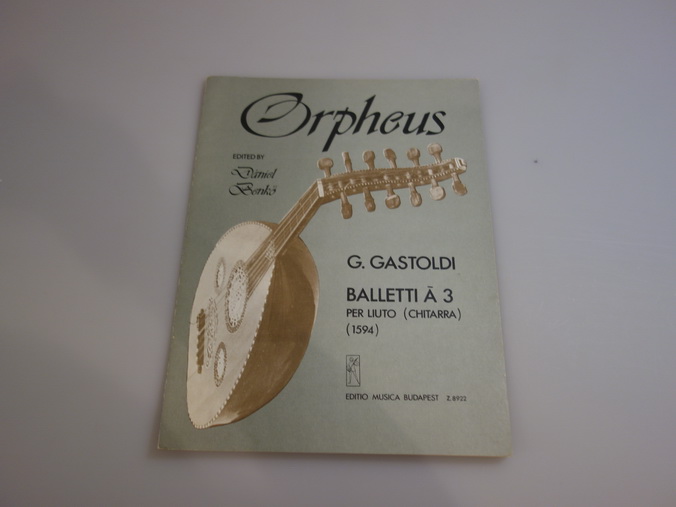 Orpheus
EDITED BY
Dániel
Benkő
G. GASTOLDI
BALLETTI À 3
PER LIUTO (CHITARRA)
(1594)
EDITIO MUSICA BUDAPEST Z. 8922